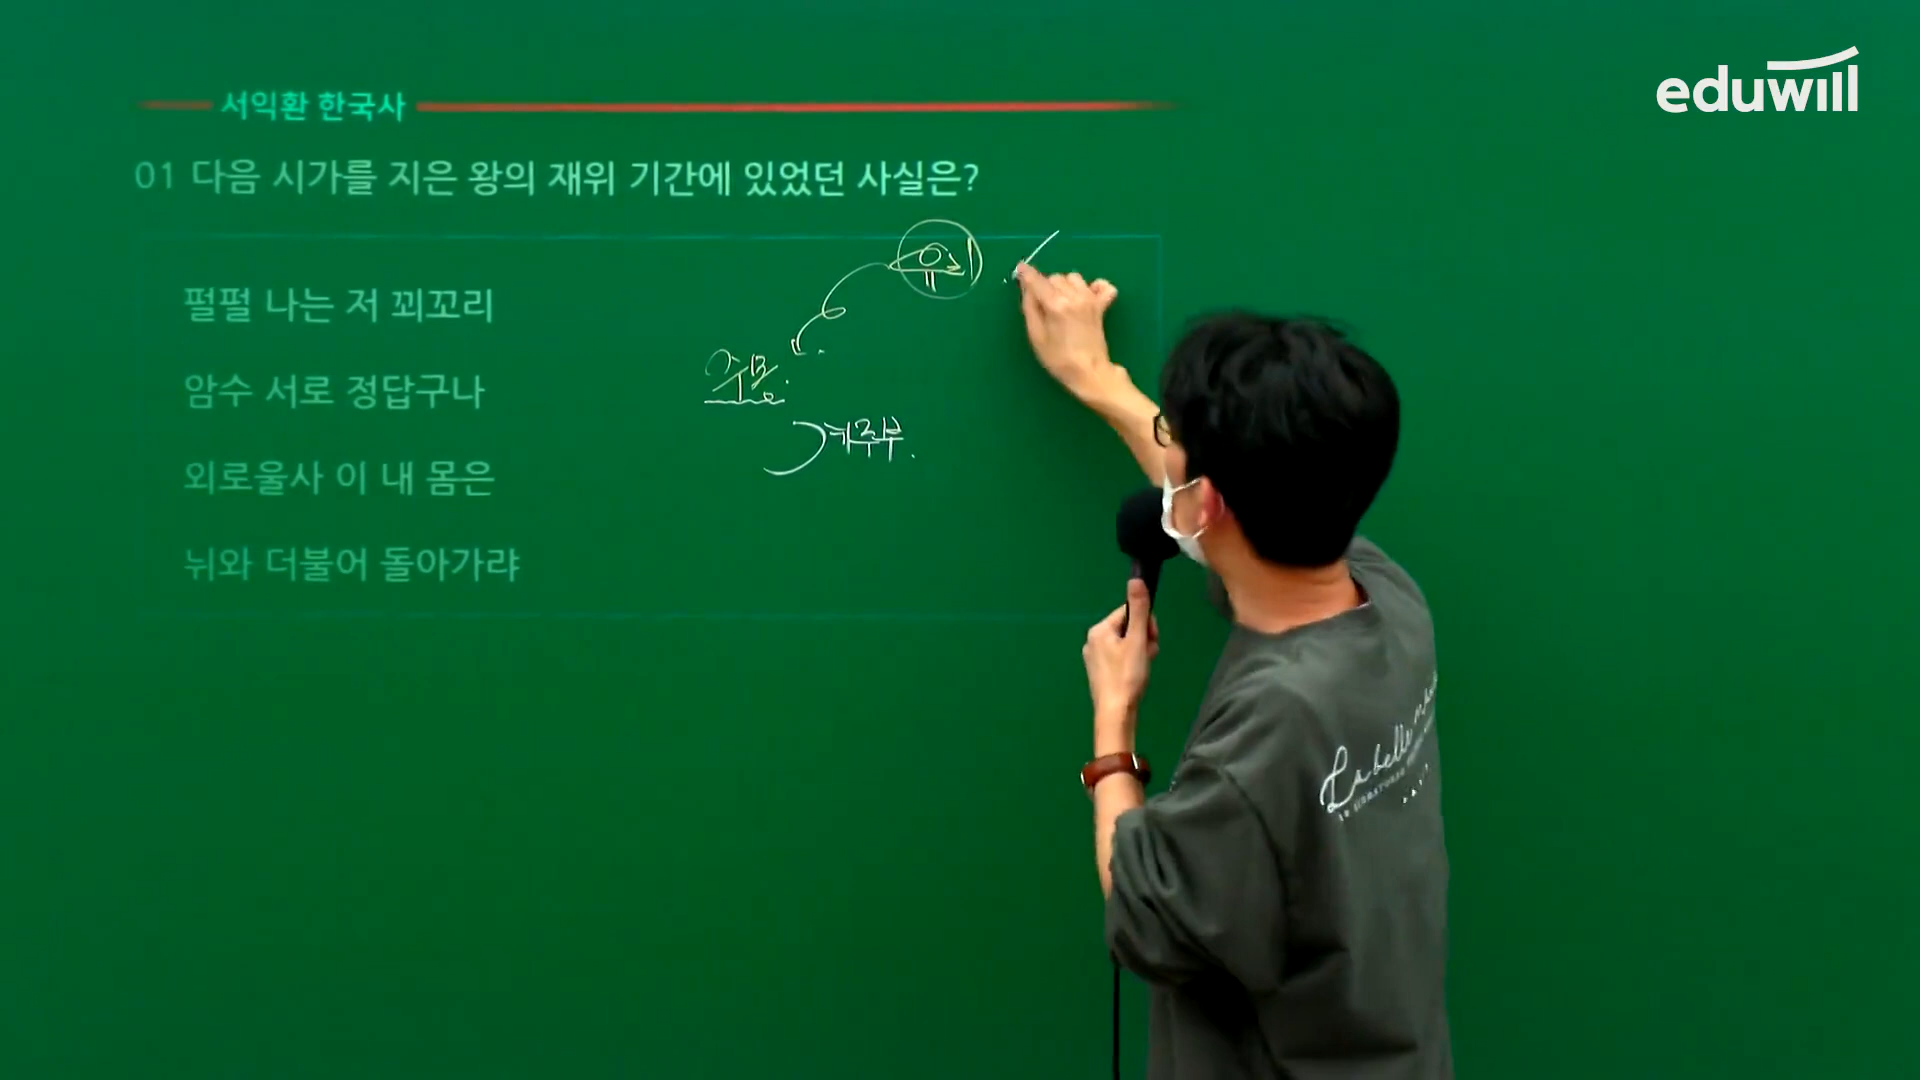 eduwill
서익환 한국사
01 다음 시가를 지은 왕의 재위 기간에 있었던 사실은?
펄펄 나는 저 꾀꼬리
암수 서로 정답구나
외로울사 이 내 몸은
뉘와 더불어 돌아가랴
주몽.
계루부.
La belle